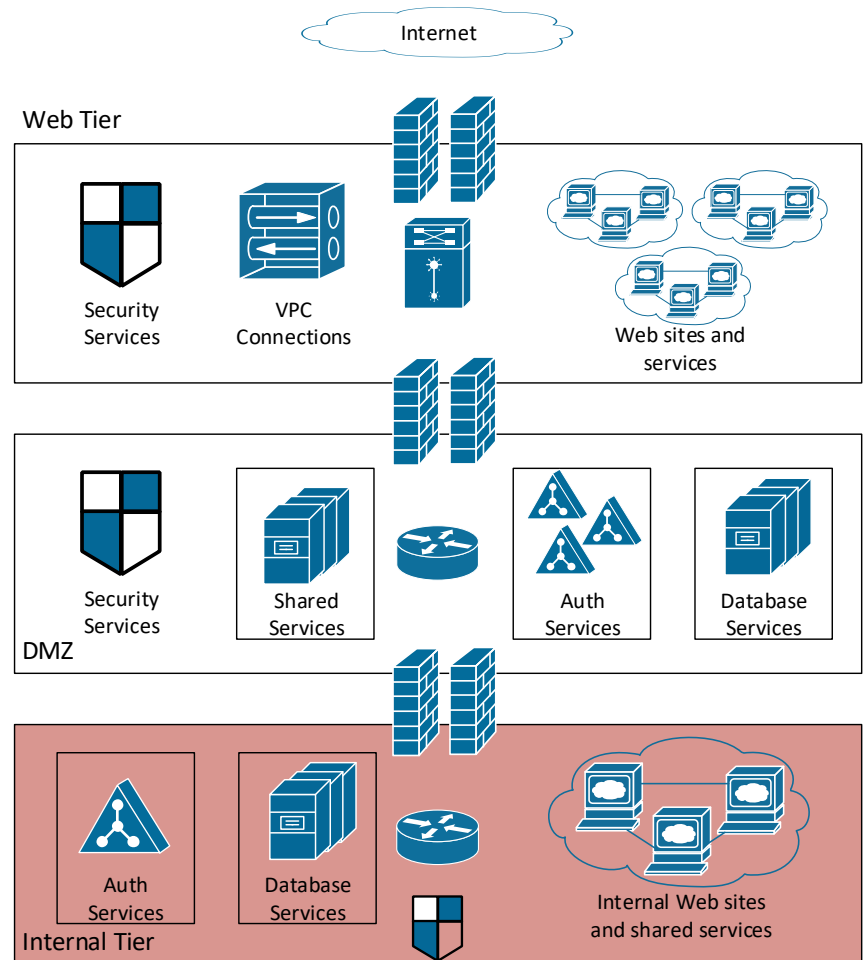 Internet
Web Tier
Security
Services
VPC
Connections
Web sites and
services
Security
Services
Shared
Services
Auth
Services
Database
Services
DMZ
Auth
Services
Database
Services
Internal Web sites
and shared services
Internal Tier